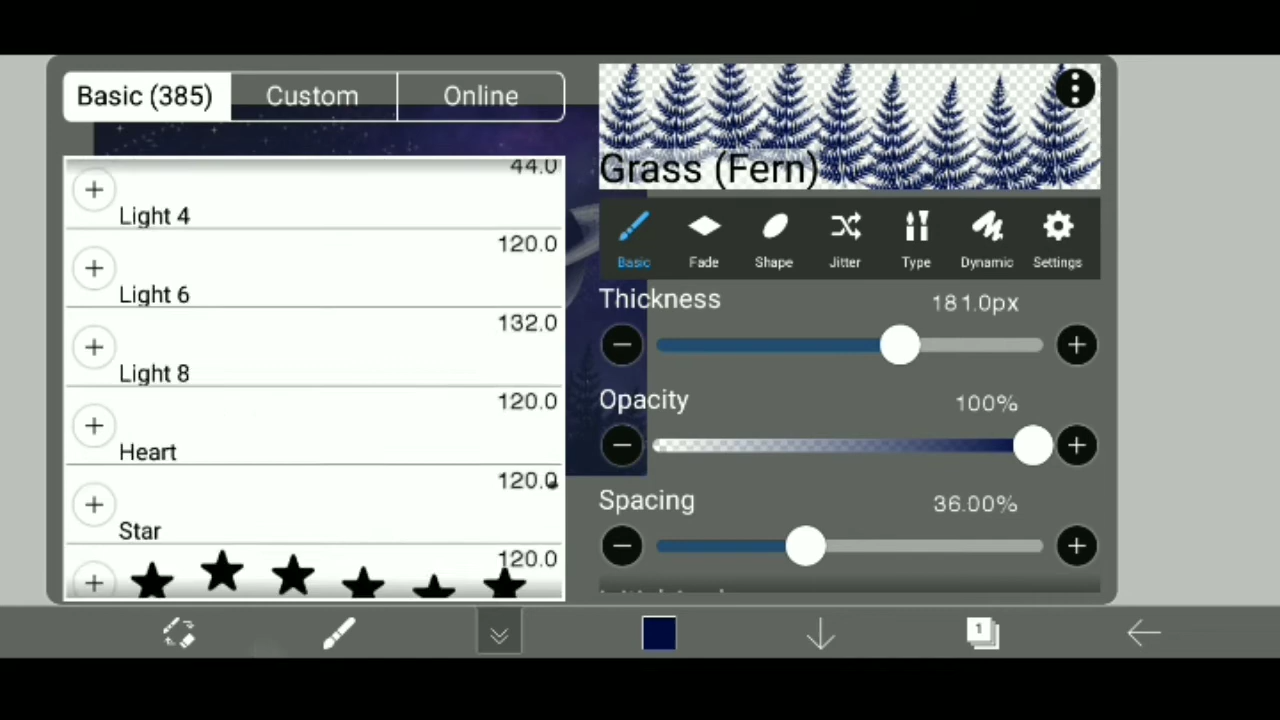 Basic (385)
Custom
Online
44.0
Light 4
120.0
Light 6
132.0
Light 8
120.0
Heart
120.0
Star
120.0
Grass (Fern)
Basic
Fade
Shape
Jitter
Type
Dynamic
Settings
Thickness
181.0px
Opacity
100%
Spacing
36.00%
1